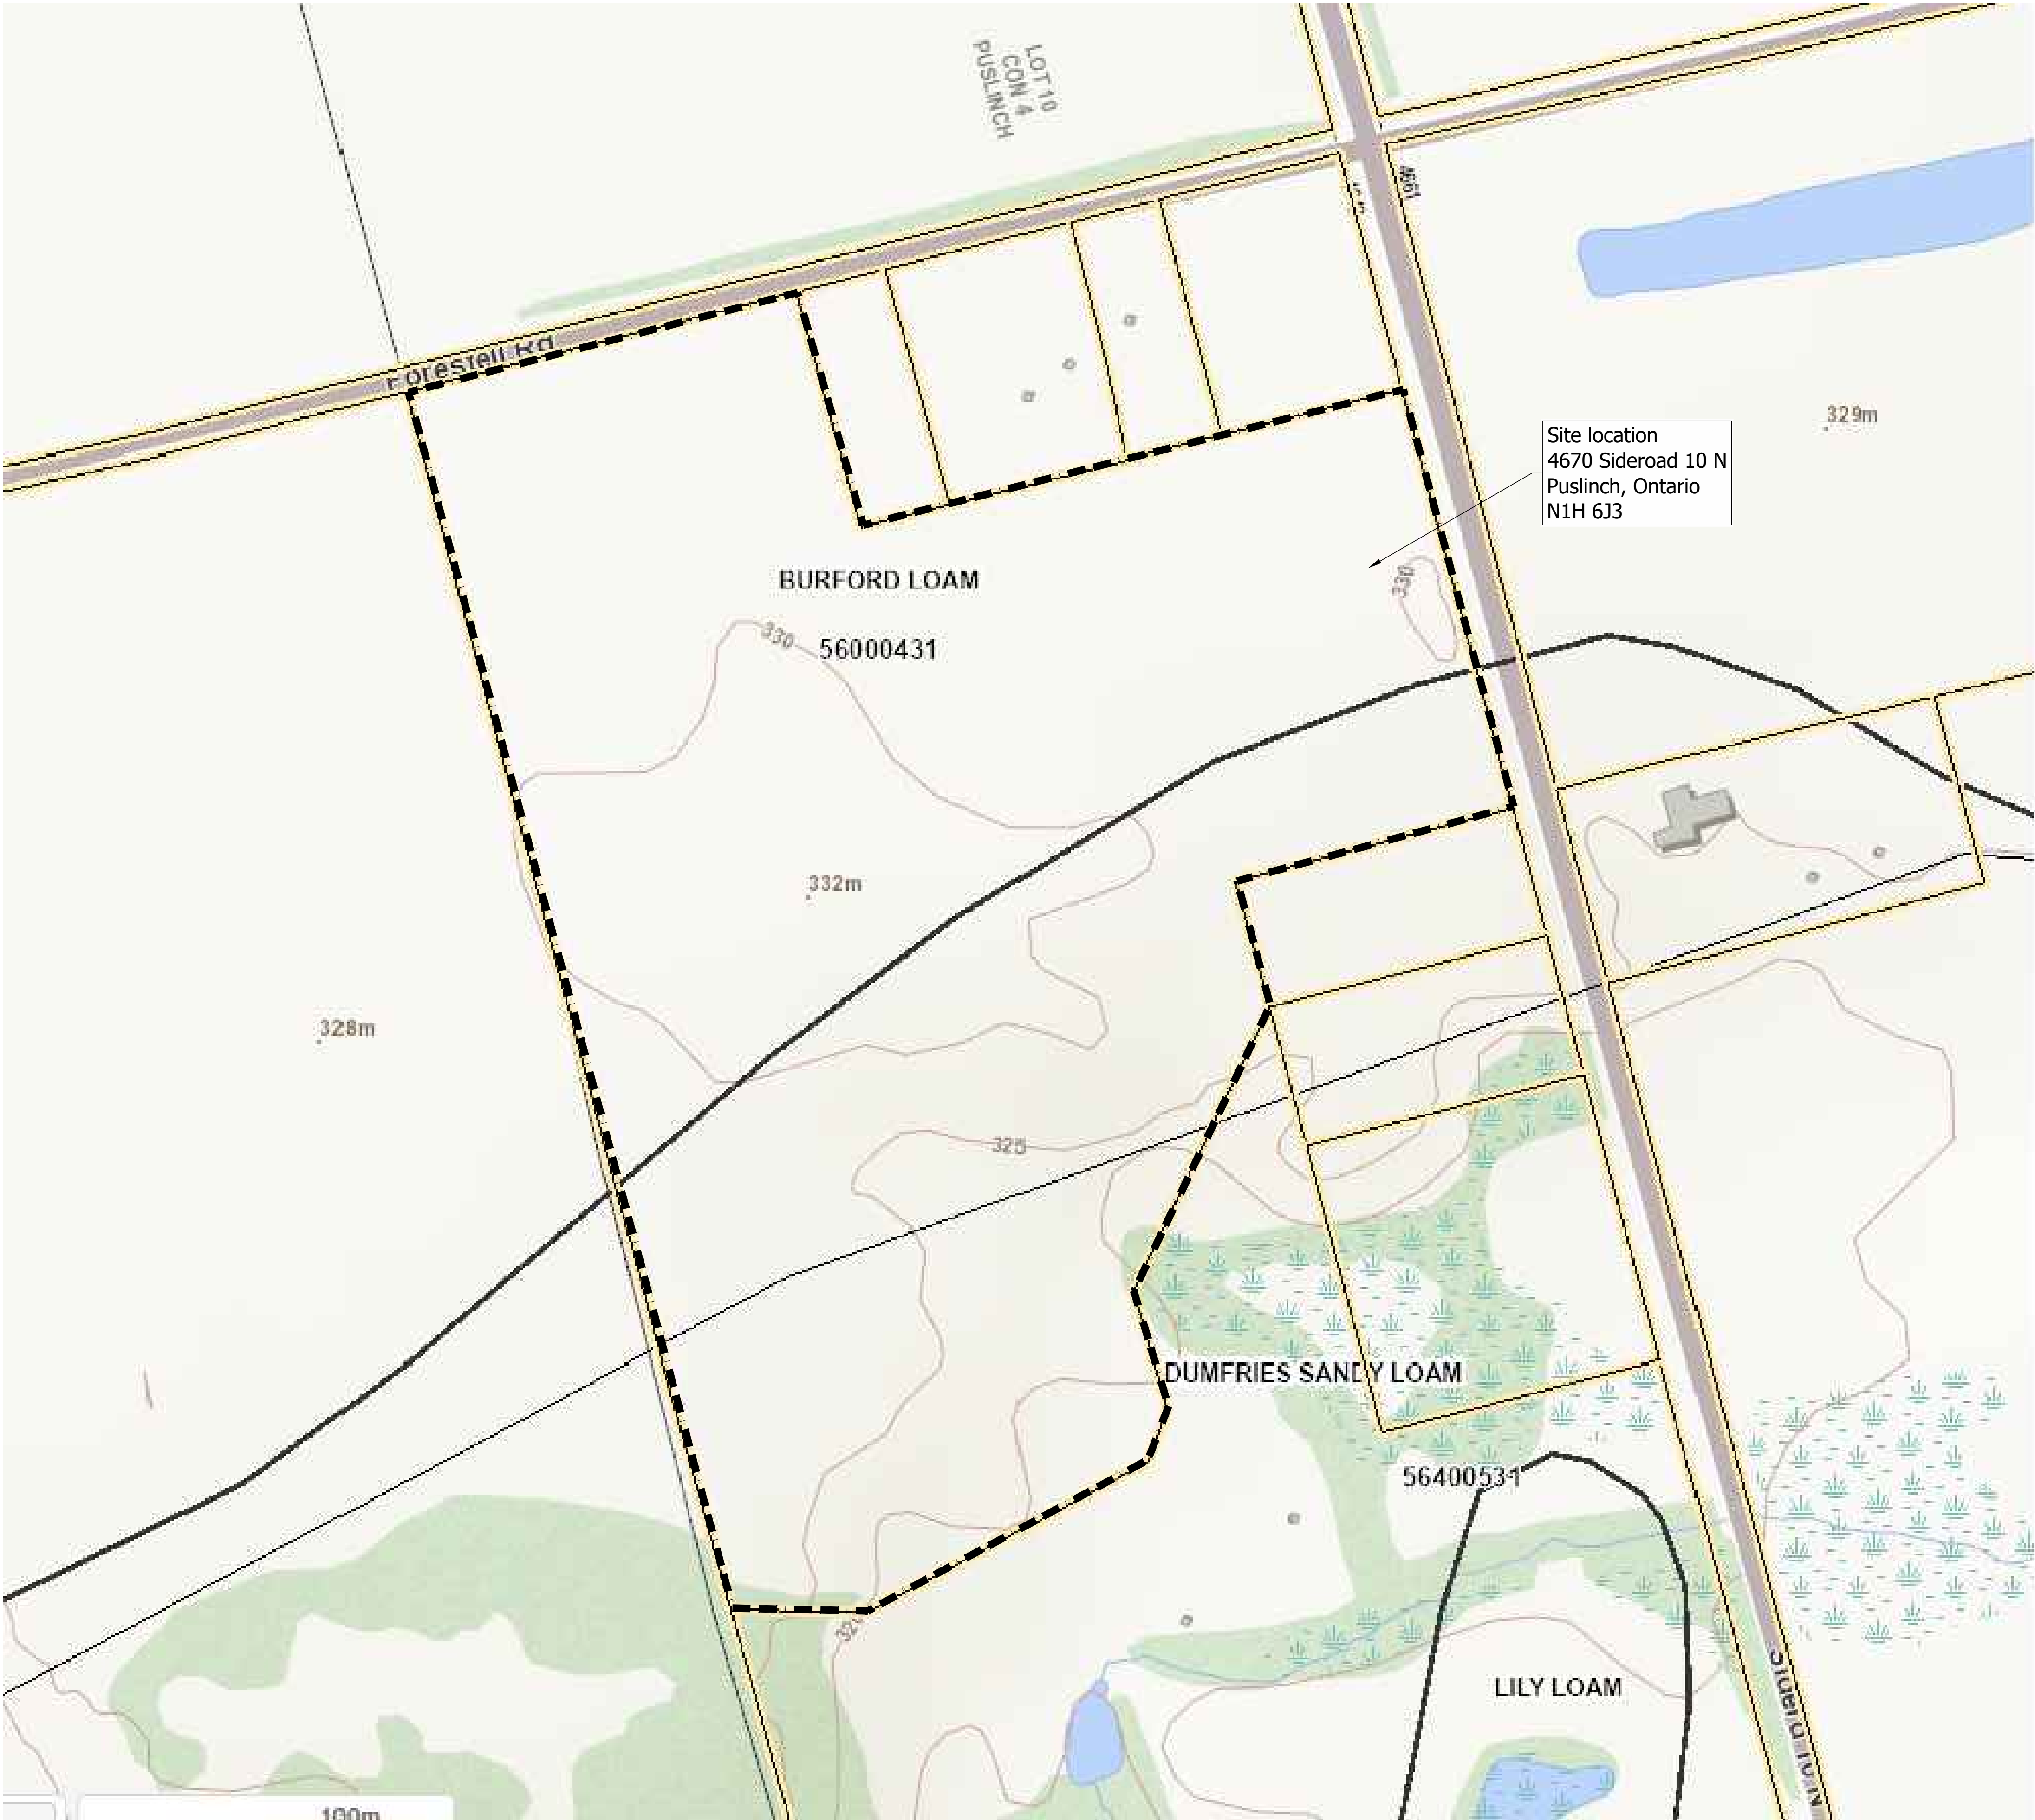 LOT 10
CON 4
PUSLINCH
4661
Forestell Rd
329m
Site location
4670 Sideroad 10 N
Puslinch, Ontario
N1H 6J3
BURFORD LOAM
330
330
56000431
332m
328m
325
DUMFRIES SANDY LOAM
56400531
LILY LOAM
100m